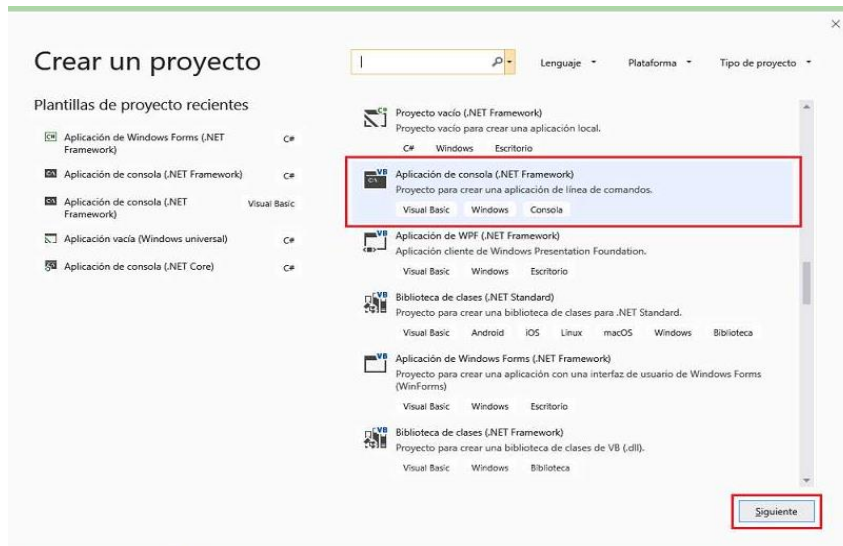 Crear un proyecto
Lenguaje
Plataforma
Tipo de proyecto
Plantillas de proyecto recientes
C#
Aplicación de Windows Forms (.NET
Framework)
C#
Aplicación de consola (.NET Framework)
C#
Aplicación de consola (.NET
Framework)
Visual Basic
Aplicación vacía (Windows universal)
C#
Aplicación de consola (.NET Core)
C#
C#
Proyecto vacío (.NET Framework)
Proyecto vacío para crear una aplicación local.
C# Windows Escritorio
VB
Aplicación de consola (.NET Framework)
Proyecto para crear una aplicación de línea de comandos.
Visual Basic Windows Consola
VB
Aplicación de WPF (.NET Framework)
Aplicación cliente de Windows Presentation Foundation.
Visual Basic Windows Escritorio
VB
Biblioteca de clases (.NET Standard)
Proyecto para crear una biblioteca de clases para .NET Standard.
Visual Basic Android iOS Linux macOS Windows Biblioteca
VB
Aplicación de Windows Forms (.NET Framework)
Proyecto para crear una aplicación con una interfaz de usuario de Windows Forms
(WinForms)
Visual Basic Windows Escritorio
VB
Biblioteca de clases (.NET Framework)
Proyecto para crear una biblioteca de clases de VB (.dll).
Visual Basic Windows Biblioteca
Siguiente